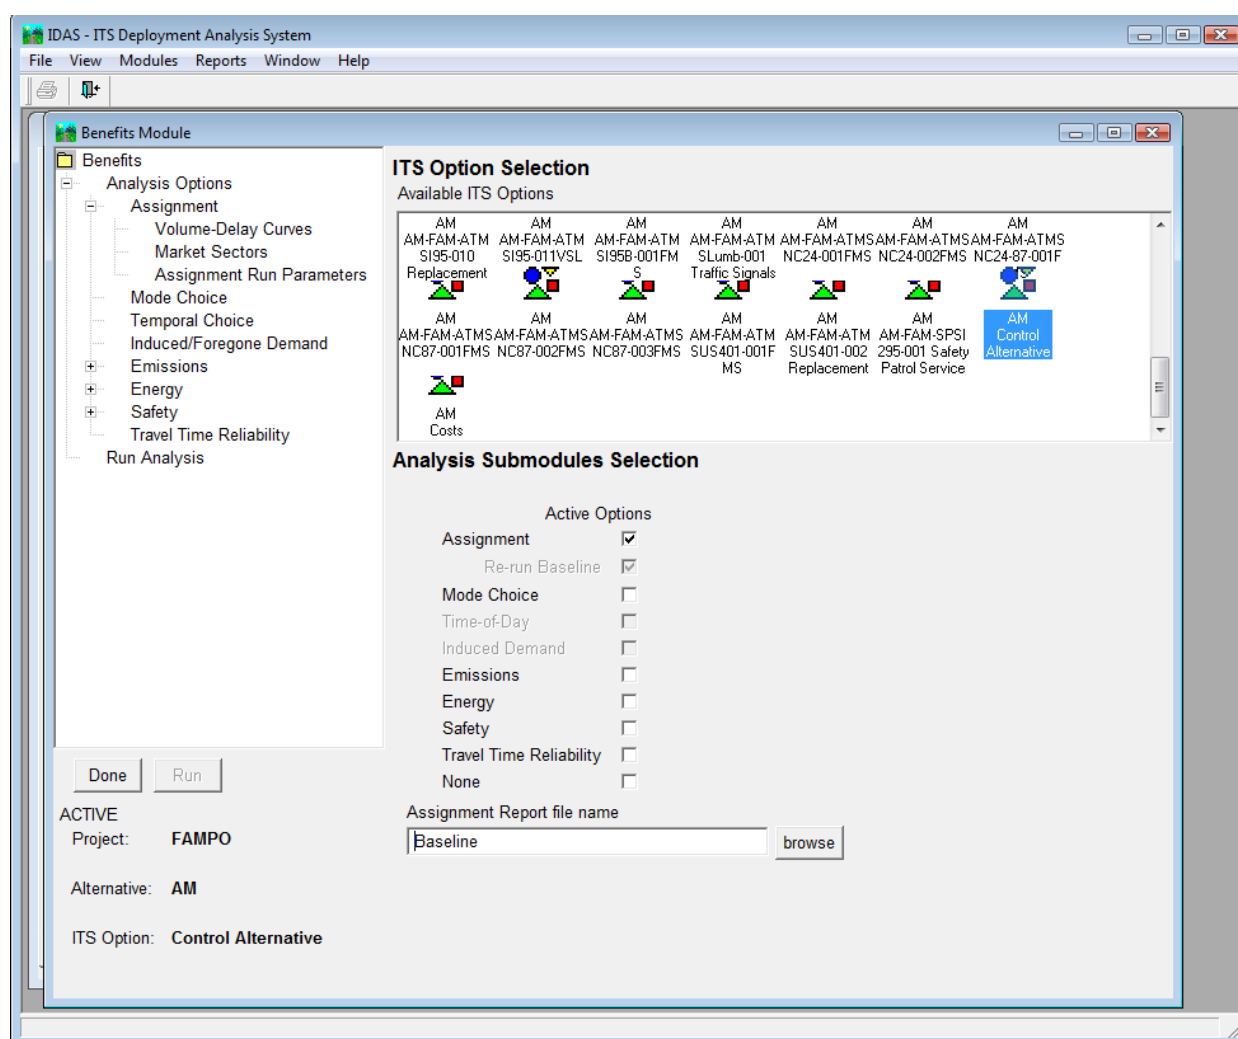 IDAS - ITS Deployment Analysis System
File View Modules Reports Window Help
Benefits Module
Benefits
Analysis Options
Assignment
Volume-Delay Curves
Market Sectors
Assignment Run Parameters
Mode Choice
Temporal Choice
Induced/Foregone Demand
Emissions
Energy
Safety
Travel Time Reliability
Run Analysis
Done Run
ACTIVE
Project: FAMPO
Alternative: AM
ITS Option: Control Alternative
ITS Option Selection
Available ITS Options
AM AM AM AM AM AM AM
AM-FAM-ATM AM-FAM-ATM AM-FAM-ATM AM-FAM-ATM AM-FAM-ATMS AM-FAM-ATMS AM-FAM-ATMS
SI95-010 SI95-011VSL SI95B-001FM SLumb-001 NC24-001FMS NC24-002FMS NC24-87-001F
Replacement S Traffic Signals
AM AM AM AM AM AM AM
AM-FAM-ATMS AM-FAM-ATMS AM-FAM-ATMS AM-FAM-ATM AM-FAM-ATM AM-FAM-SPSI Control
NC87-001FMS NC87-002FMS NC87-003FMS SUS401-001F SUS401-002 295-001 Safety Alternative
MS Replacement Patrol Service
AM
Costs
Analysis Submodules Selection
Active Options
Assignment
Re-run Baseline
Mode Choice
Time-of-Day
Induced Demand
Emissions
Energy
Safety
Travel Time Reliability
None
Assignment Report file name
Baseline browse